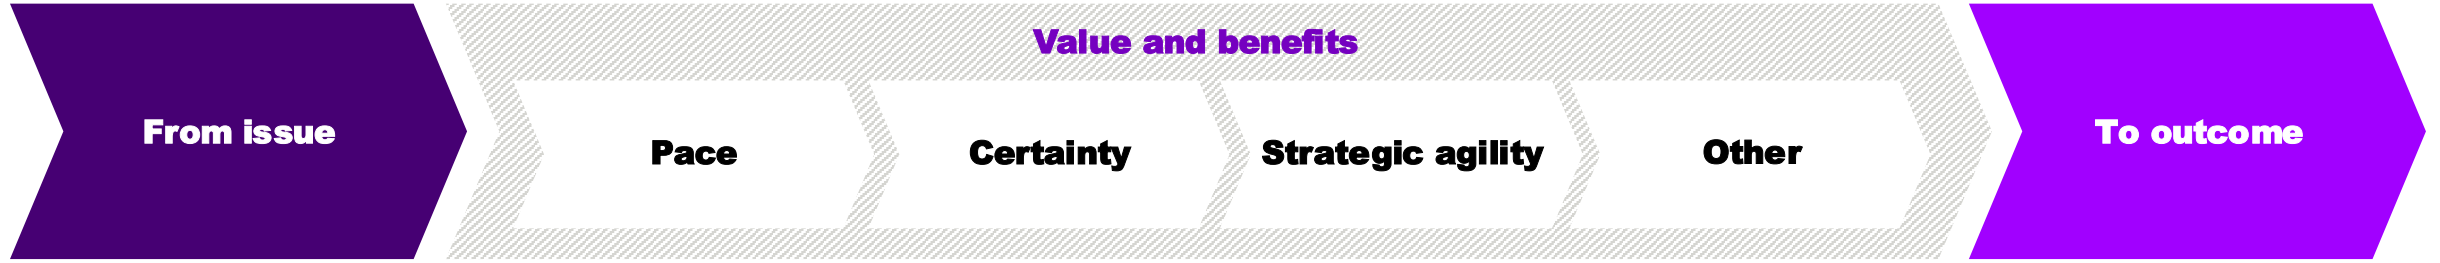 From issue
Value and benefits
Pace
Certainty
Strategic agility
Other
To outcome